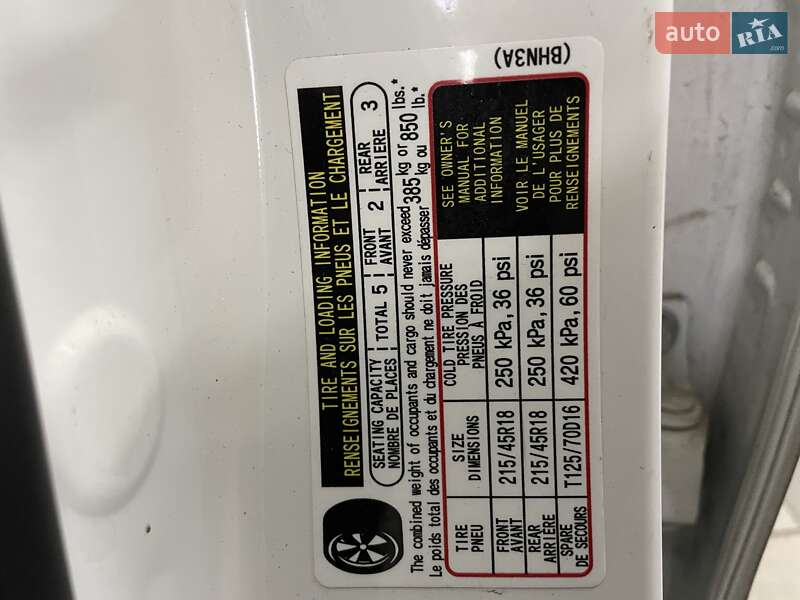 auto RIA .com
TIRE AND LOADING INFORMATION
RENSEIGNEMENTS SUR LES PNEUS ET LE CHARGEMENT
SEATING CAPACITY TOTAL 5 FRONT 2 REAR 3
NOMBRE DE PLACES AVANT ARRIERE
The combined weight of occupants and cargo should never exceed 385 kg or 850 lbs.*
Le poids total des occupants et du chargement ne doit jamais dépasser kg ou lb.*
TIRE SIZE COLD TIRE PRESSURE SEE OWNER'S
PNEU DIMENSIONS PRESSION DES MANUAL FOR
PNEUS À FROID ADDITIONAL
INFORMATION
FRONT 215/45R18 250 kPa, 36 psi
AVANT
VOIR LE MANUEL
REAR 215/45R18 250 kPa, 36 psi DE L'USAGER
ARRIERE POUR PLUS DE
SPARE T125/70D16 420 kPa, 60 psi RENSEIGNEMENTS
DE SECOURS
(BHN3A)